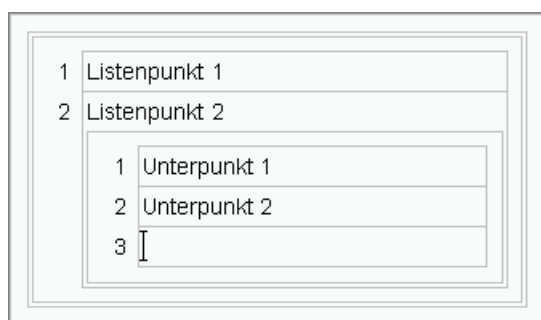 1 Listenpunkt 1
2 Listenpunkt 2
1 Unterpunkt 1
2 Unterpunkt 2
3